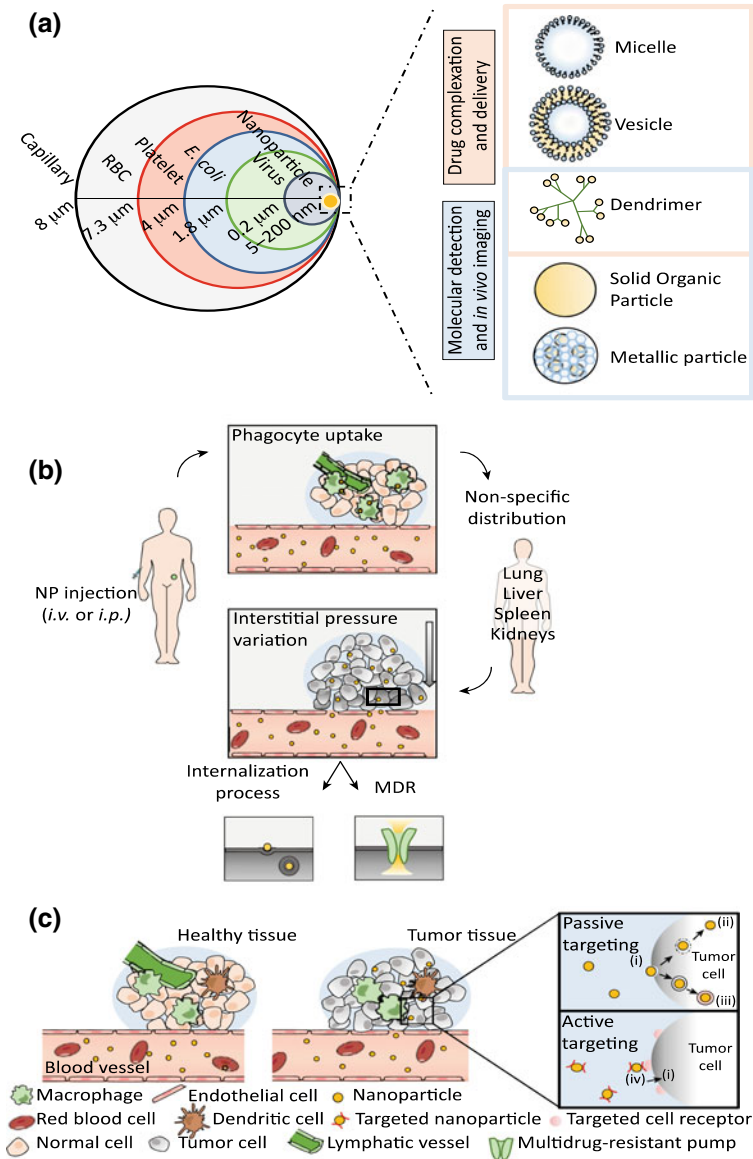 (a)
Capillary
RBC
Platelet
E. coli
Virus
Nanoparticle
8 μm
7.3 μm
4 μm
1.8 μm
0.2 μm
5–200 nm
Drug complexation
and delivery
Molecular detection
and in vivo imaging
Micelle
Vesicle
Dendrimer
Solid Organic
Particle
Metallic particle
(b)
Phagocyte uptake
NP injection
(i.v. or i.p.)
Non-specific
distribution
Lung
Liver
Spleen
Kidneys
Interstitial pressure
variation
Internalization
process
MDR
(c)
Healthy tissue
Tumor tissue
Blood vessel
Passive
targeting
(i)
(ii)
(iii)
Tumor
cell
Active
targeting
(iv)
(i)
Tumor
cell
Macrophage
Endothelial cell
Nanoparticle
Red blood cell
Dendritic cell
Targeted nanoparticle
Targeted cell receptor
Normal cell
Tumor cell
Lymphatic vessel
Multidrug-resistant pump